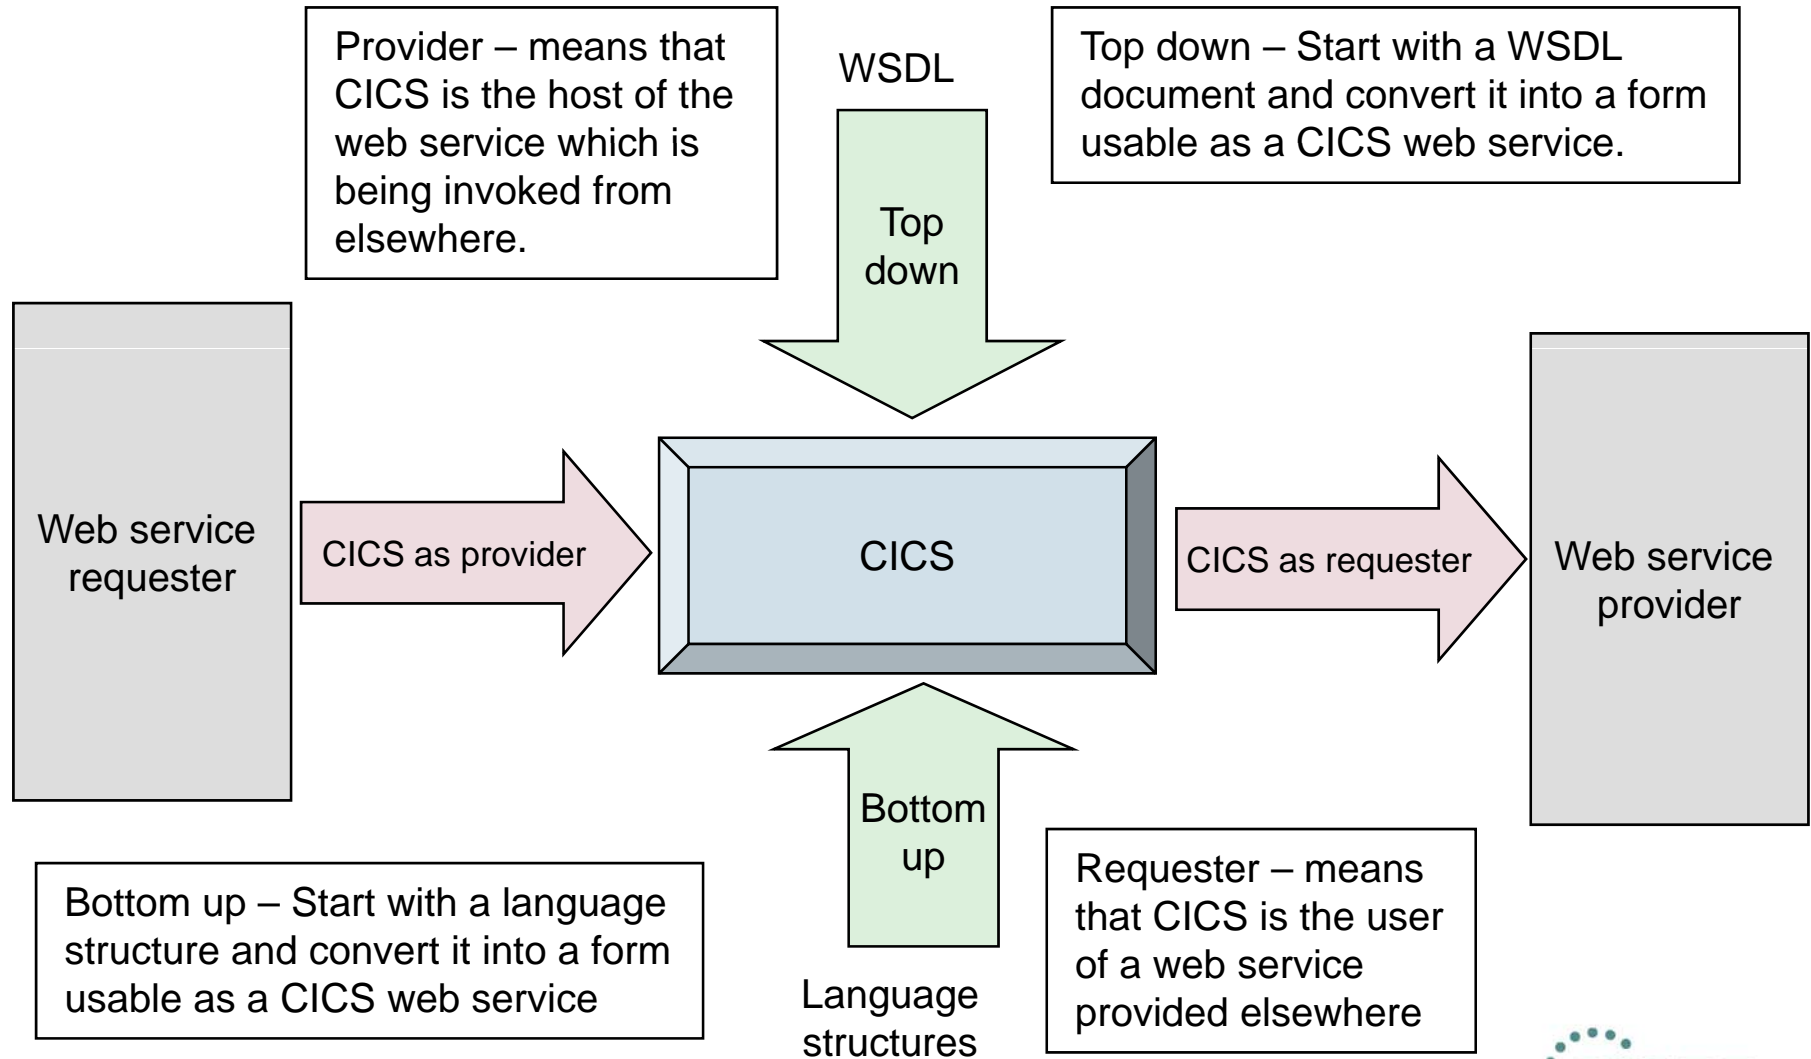 Provider – means that
CICS is the host of the
web service which is
being invoked from
elsewhere.
WSDL
Top down – Start with a WSDL
document and convert it into a form
usable as a CICS web service.
Top
down
Web service
requester
CICS as provider
CICS
CICS as requester
Web service
provider
Bottom
up
Bottom up – Start with a language
structure and convert it into a form
usable as a CICS web service
Language
structures
Requester – means
that CICS is the user
of a web service
provided elsewhere